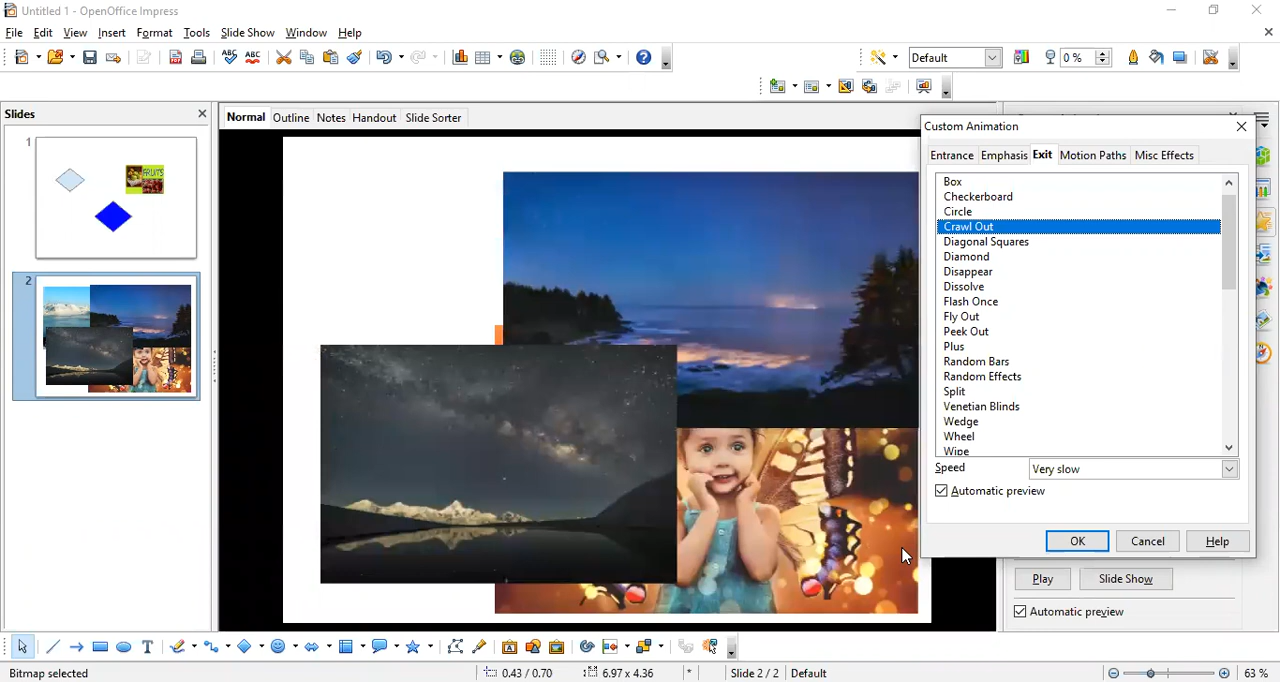 Untitled 1 - OpenOffice Impress
File Edit View Insert Format Tools Slide Show Window Help
Default 0 %
Slides
Normal Outline Notes Handout Slide Sorter
1
FRUITS
2
Custom Animation
Entrance Emphasis Exit Motion Paths Misc Effects
Box
Checkerboard
Circle
Crawl Out
Diagonal Squares
Diamond
Disappear
Dissolve
Flash Once
Fly Out
Peek Out
Plus
Random Bars
Random Effects
Split
Venetian Blinds
Wedge
Wheel
Wipe
Speed Very slow
Automatic preview
OK Cancel Help
Play Slide Show
Automatic preview
Bitmap selected 0.43 / 0.70 6.97 x 4.36 * Slide 2 / 2 Default 63 %